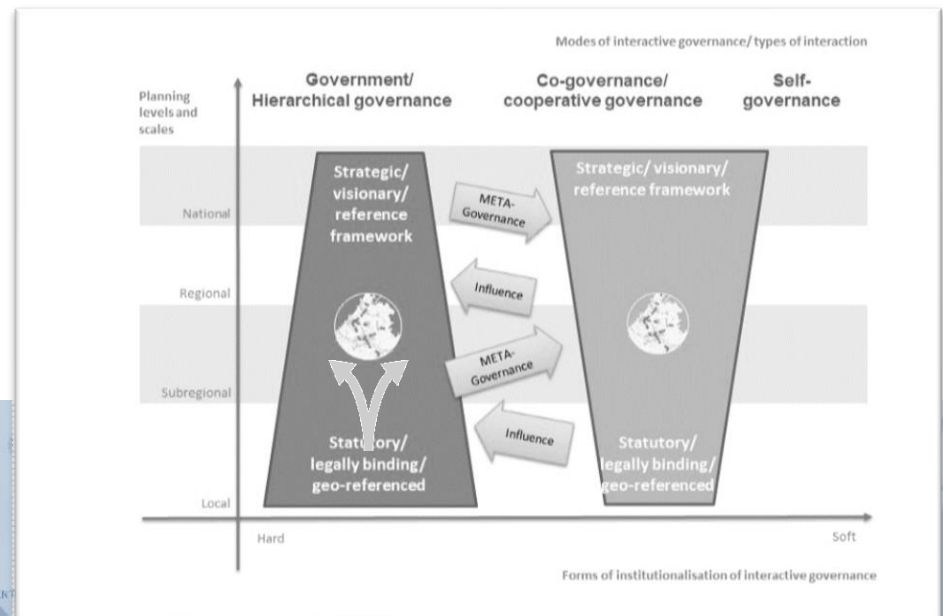 Modes of interactive governance/ types of interaction
Government/
Hierarchical governance
Co-governance/
cooperative governance
Self-
governance
Planning
levels and
scales
Strategic/
visionary/
reference
framework
Strategic/ visionary/
reference framework
META-
Governance
National
Influence
Regional
META-
Governance
Subregional
Influence
Statutory/
legally binding/
geo-referenced
Statutory/
legally binding/
geo-referenced
Local
Hard
Soft
Forms of institutionalisation of interactive governance